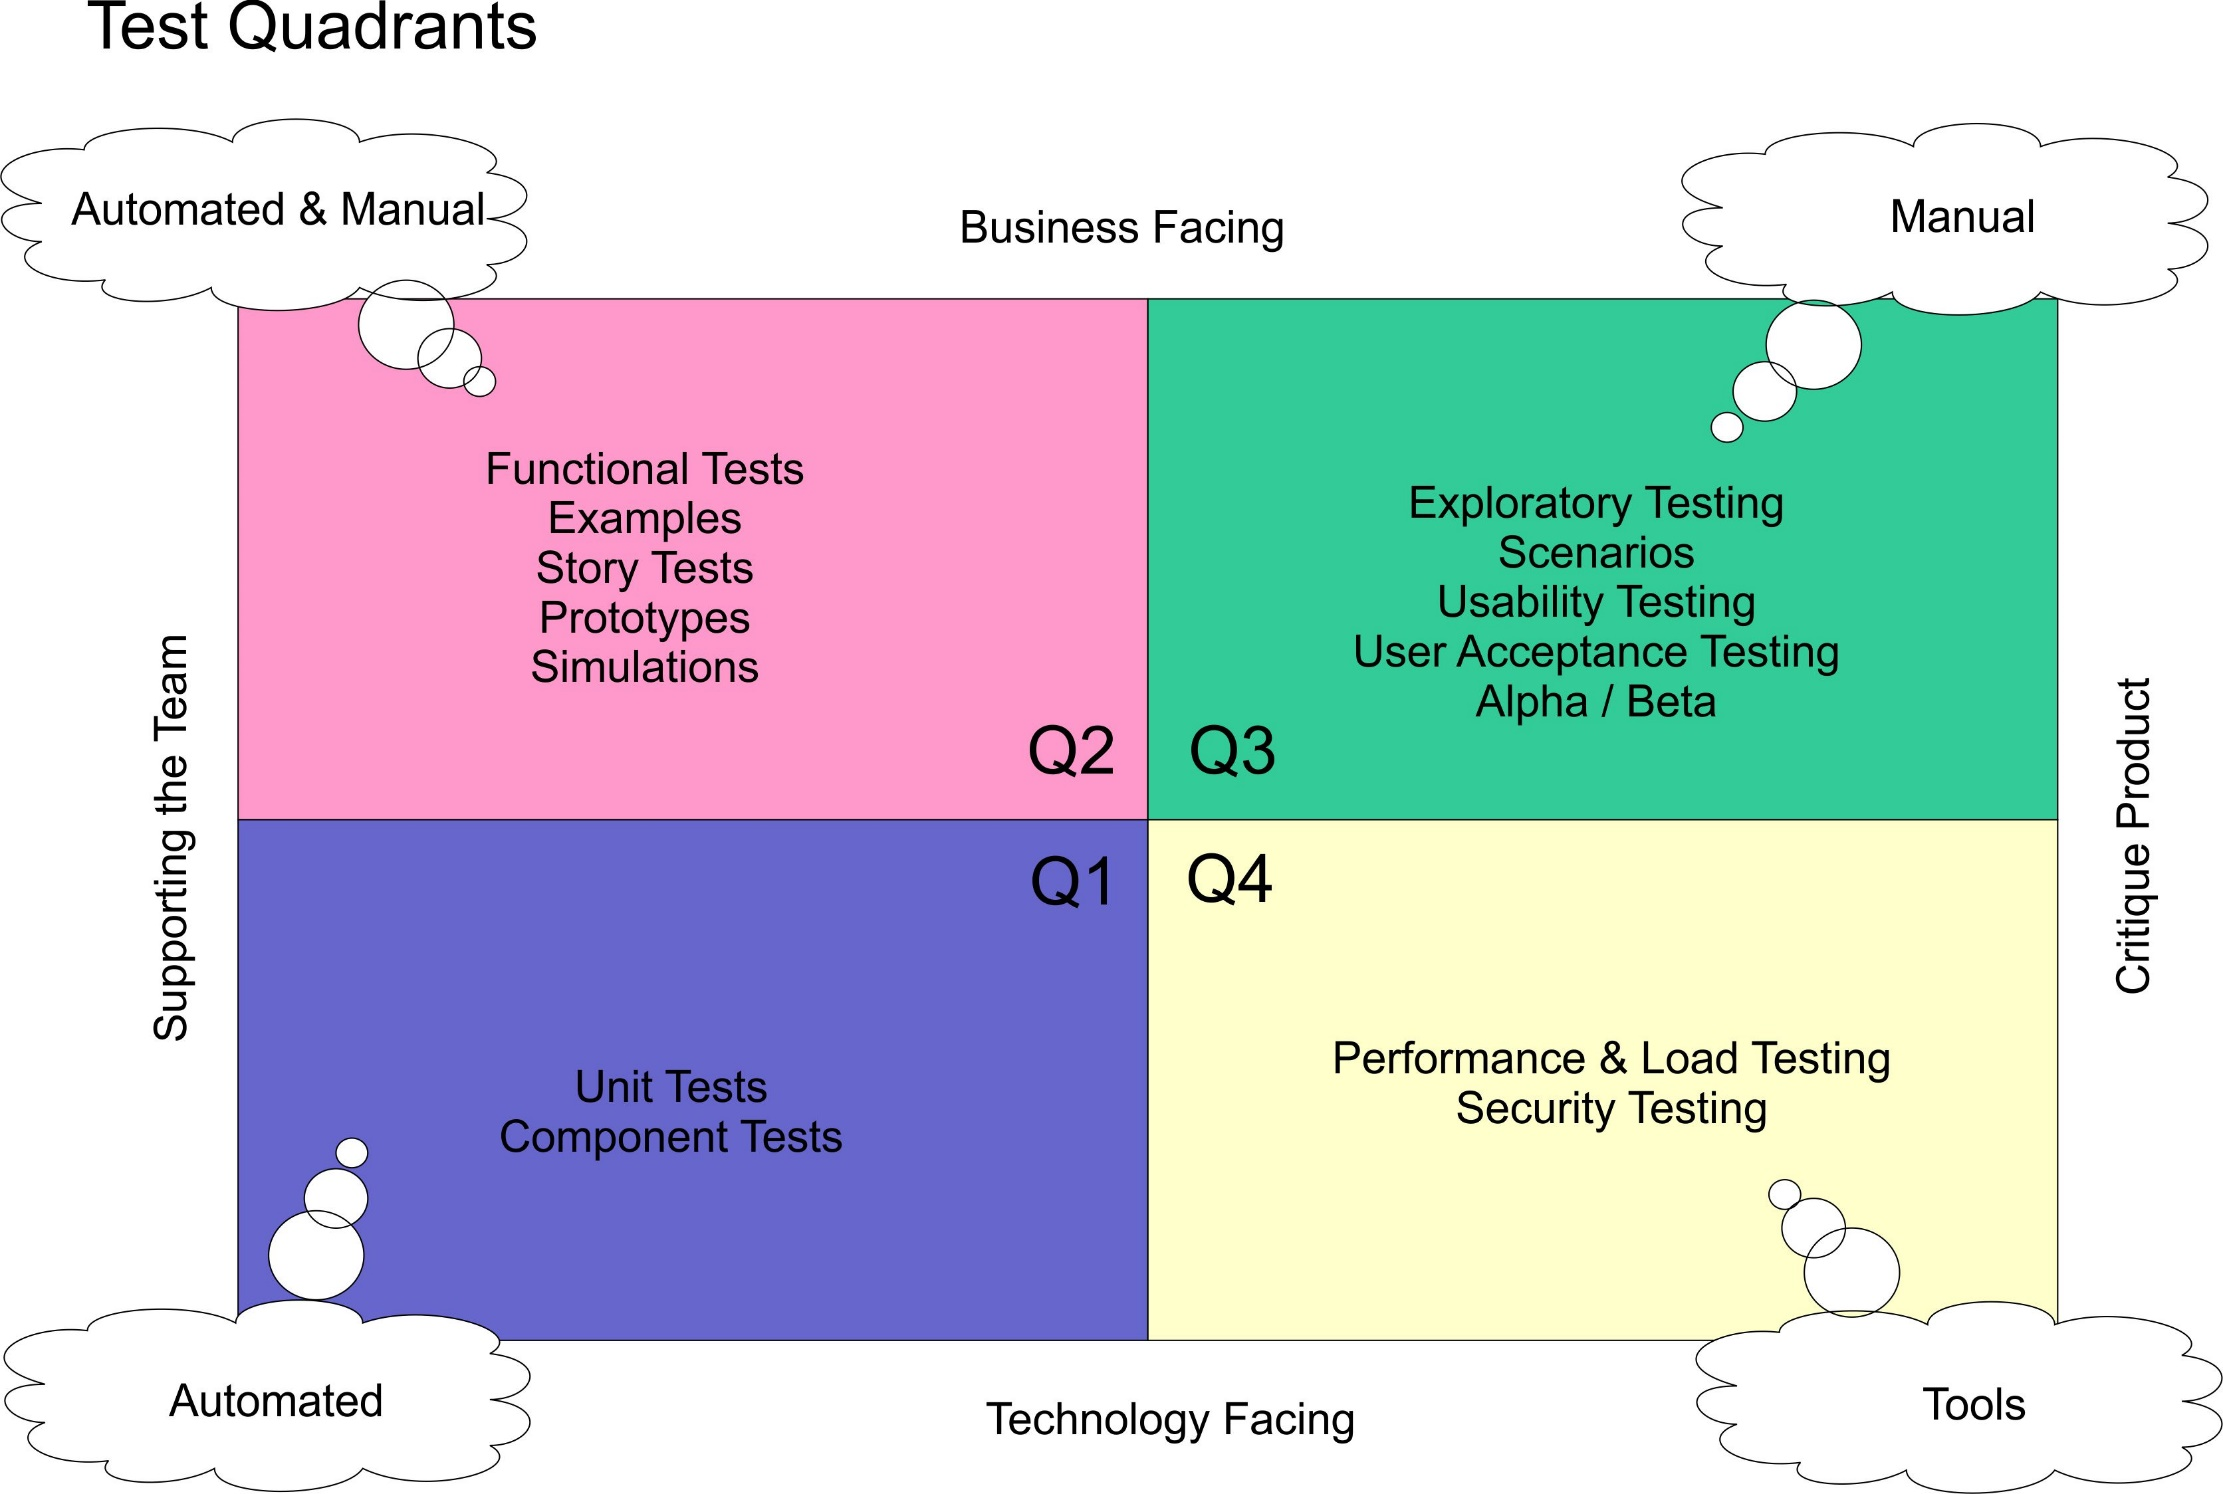 Test Quadrants
Automated & Manual
Business Facing
Manual
Functional Tests
Examples
Story Tests
Prototypes
Simulations
Q2
Exploratory Testing
Scenarios
Usability Testing
User Acceptance Testing
Alpha / Beta
Q3
Supporting the Team
Critique Product
Q1
Unit Tests
Component Tests
Q4
Performance & Load Testing
Security Testing
Automated
Technology Facing
Tools